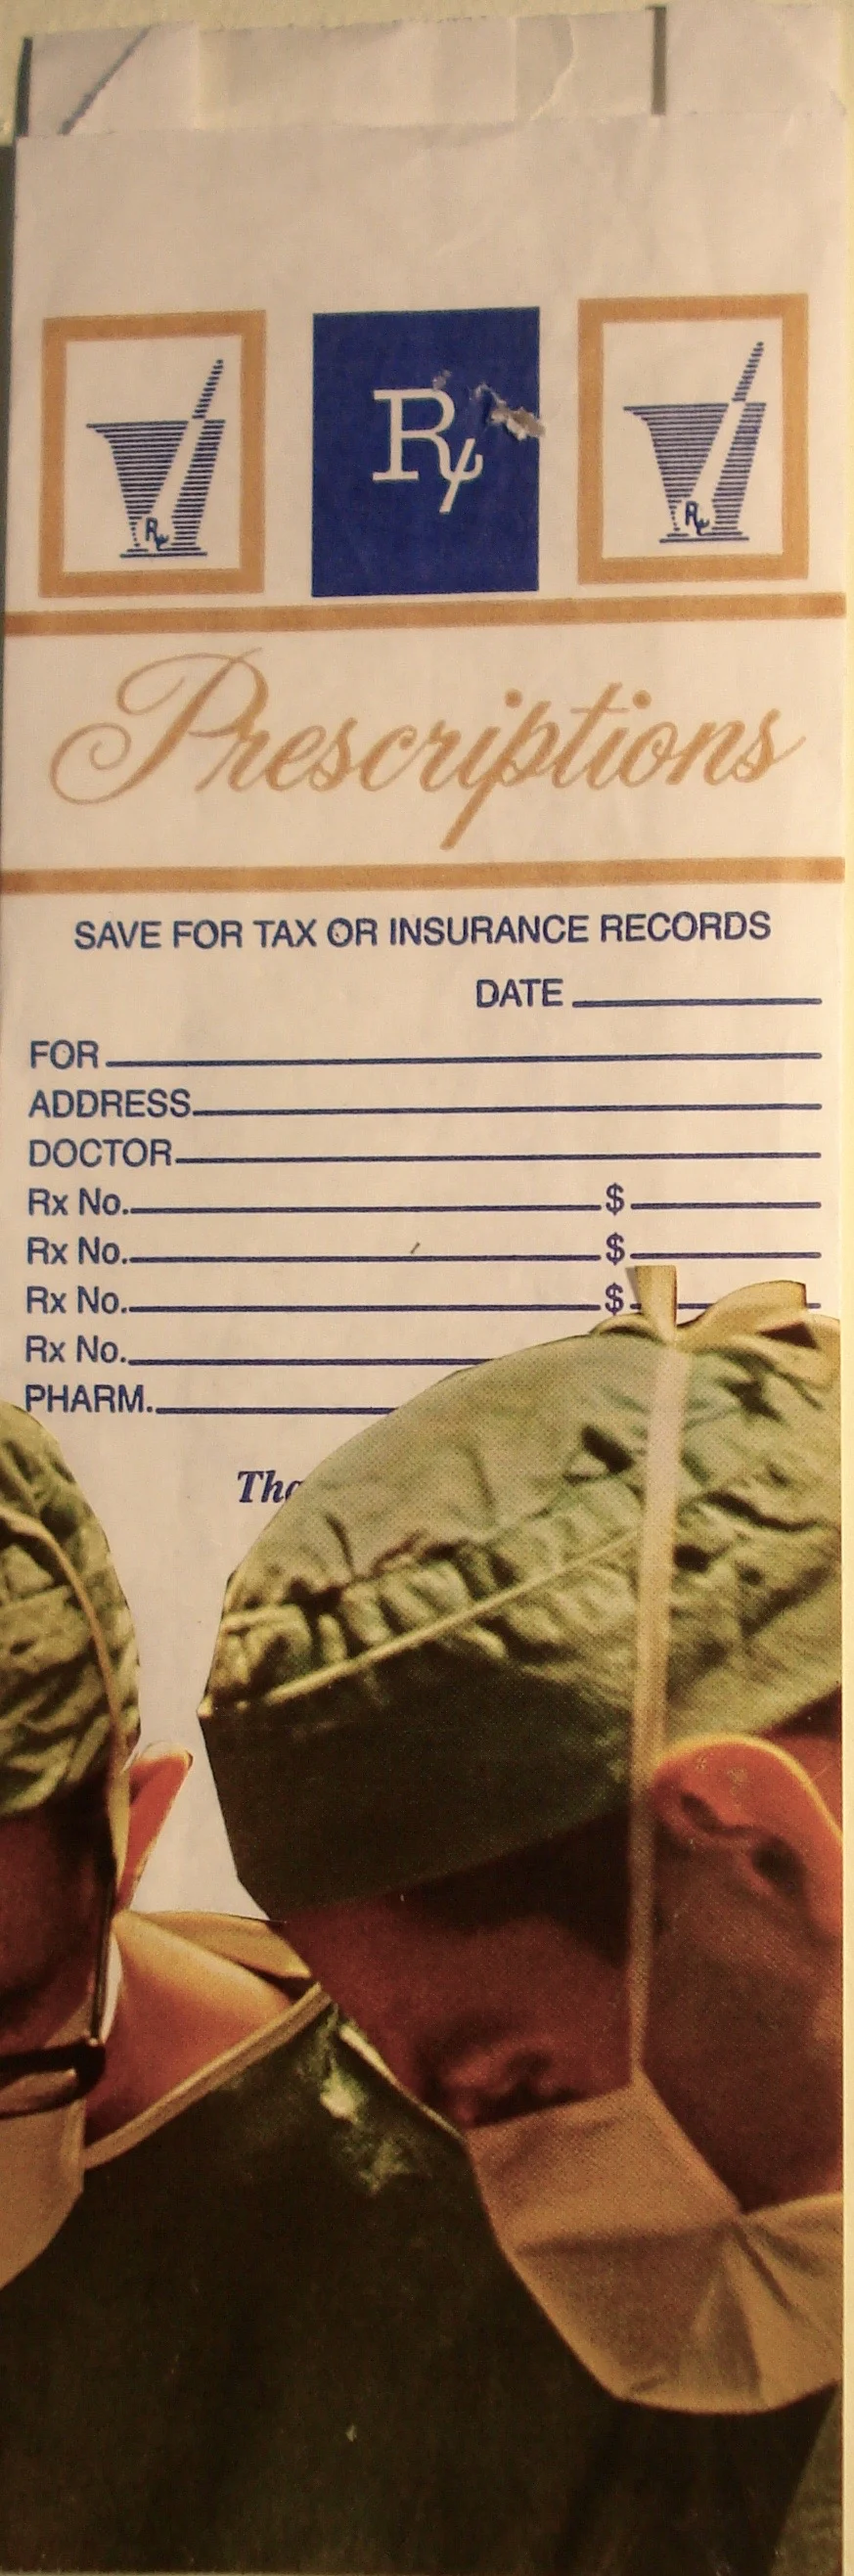 Rx
Rx
Rx
Prescriptions
SAVE FOR TAX OR INSURANCE RECORDS
DATE
FOR
ADDRESS
DOCTOR
Rx No. $
Rx No. $
Rx No. $
Rx No.
PHARM.